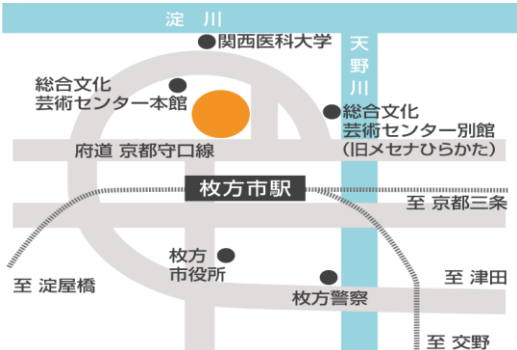 淀 川
関西医科大学
天野川
総合文化
芸術センター本館
総合文化
芸術センター別館
(旧メセナひらかた)
府道 京都守口線
枚方市駅
至 京都三条
枚方
市役所
至 淀屋橋
至 津田
枚方警察
至 交野